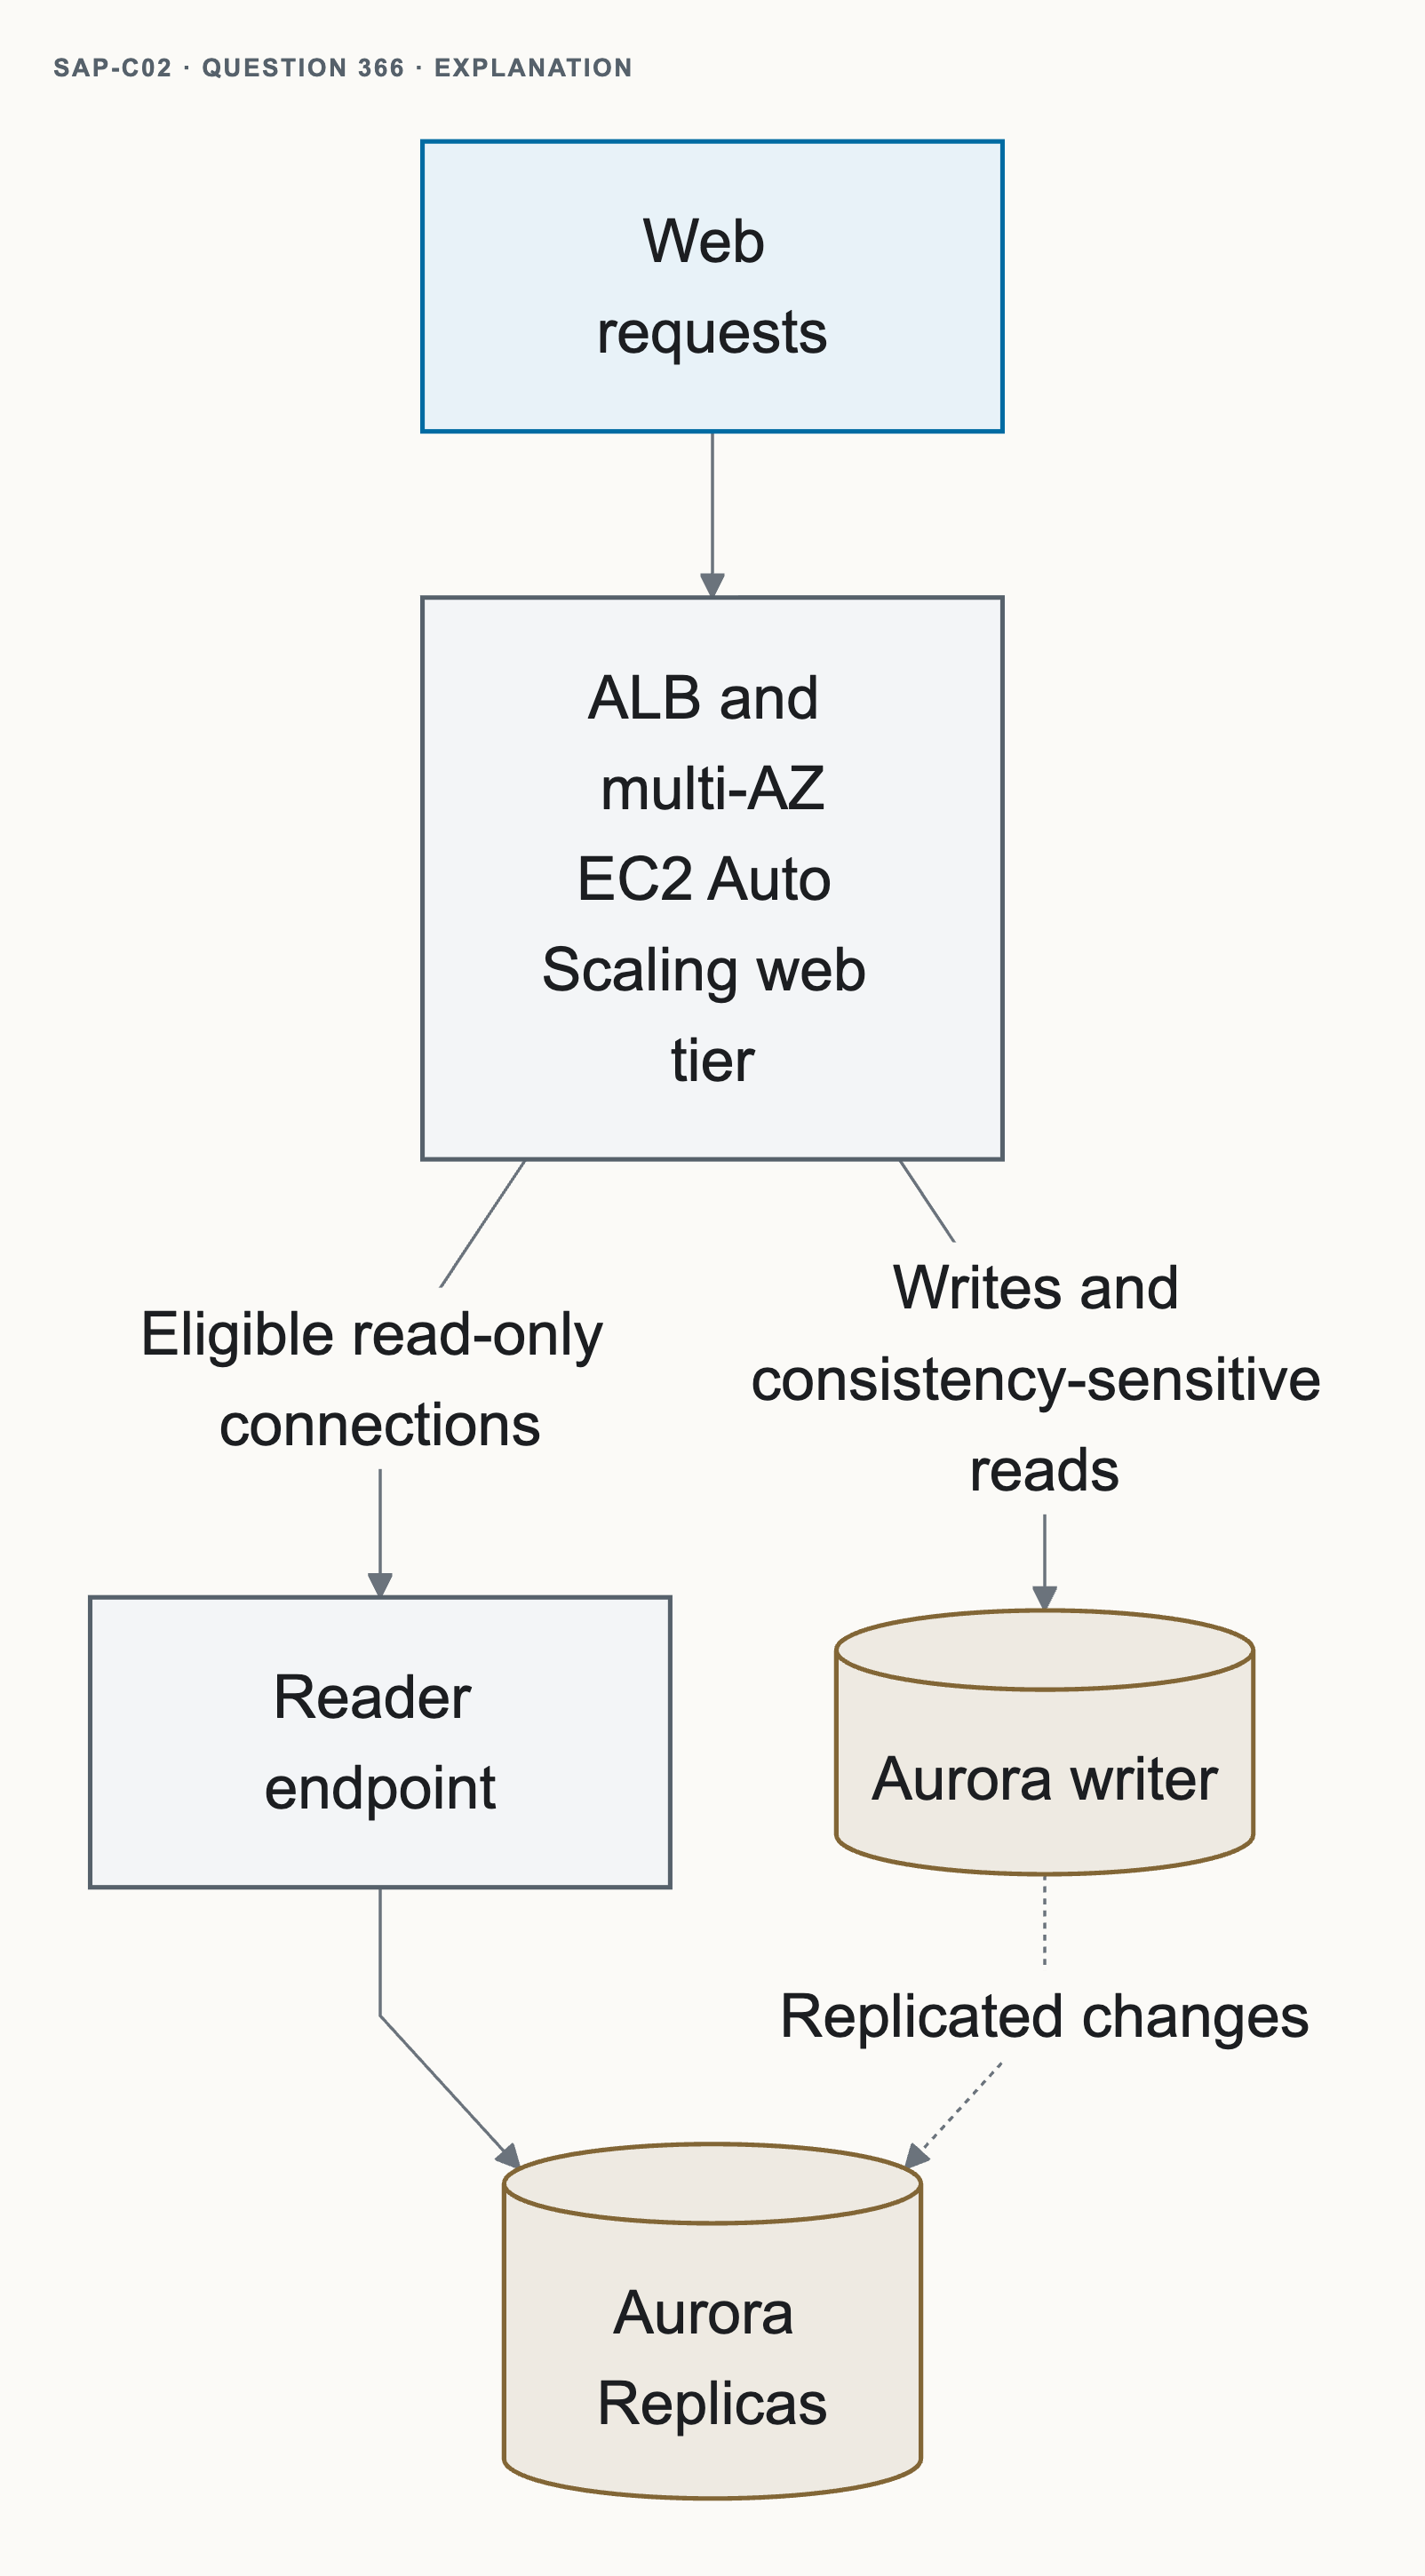 SAP-C02 · QUESTION 366 · EXPLANATION
Web
requests
ALB and
multi-AZ
EC2 Auto
Scaling web
tier
Eligible read-only
connections
Writes and
consistency-sensitive
reads
Reader
endpoint
Aurora writer
Replicated changes
Aurora
Replicas